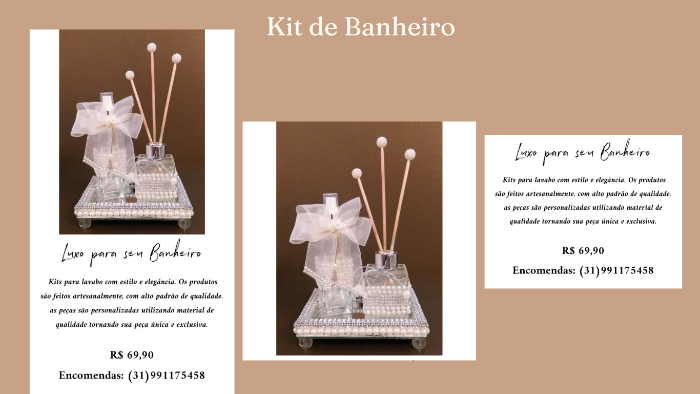 Kit de Banheiro
Luxo para seu Banheiro
Kits para lavabo com estilo e elegância. Os produtos
são feitos artesanalmente, com alto padrão de qualidade.
as peças são personalizadas utilizando material de
qualidade tornando sua peça única e exclusiva.
R$ 69,90
Encomendas: (31)991175458
Luxo para seu Banheiro
Kits para lavabo com estilo e elegância. Os produtos
são feitos artesanalmente, com alto padrão de qualidade.
as peças são personalizadas utilizando material de
qualidade tornando sua peça única e exclusiva.
R$ 69,90
Encomendas: (31)991175458